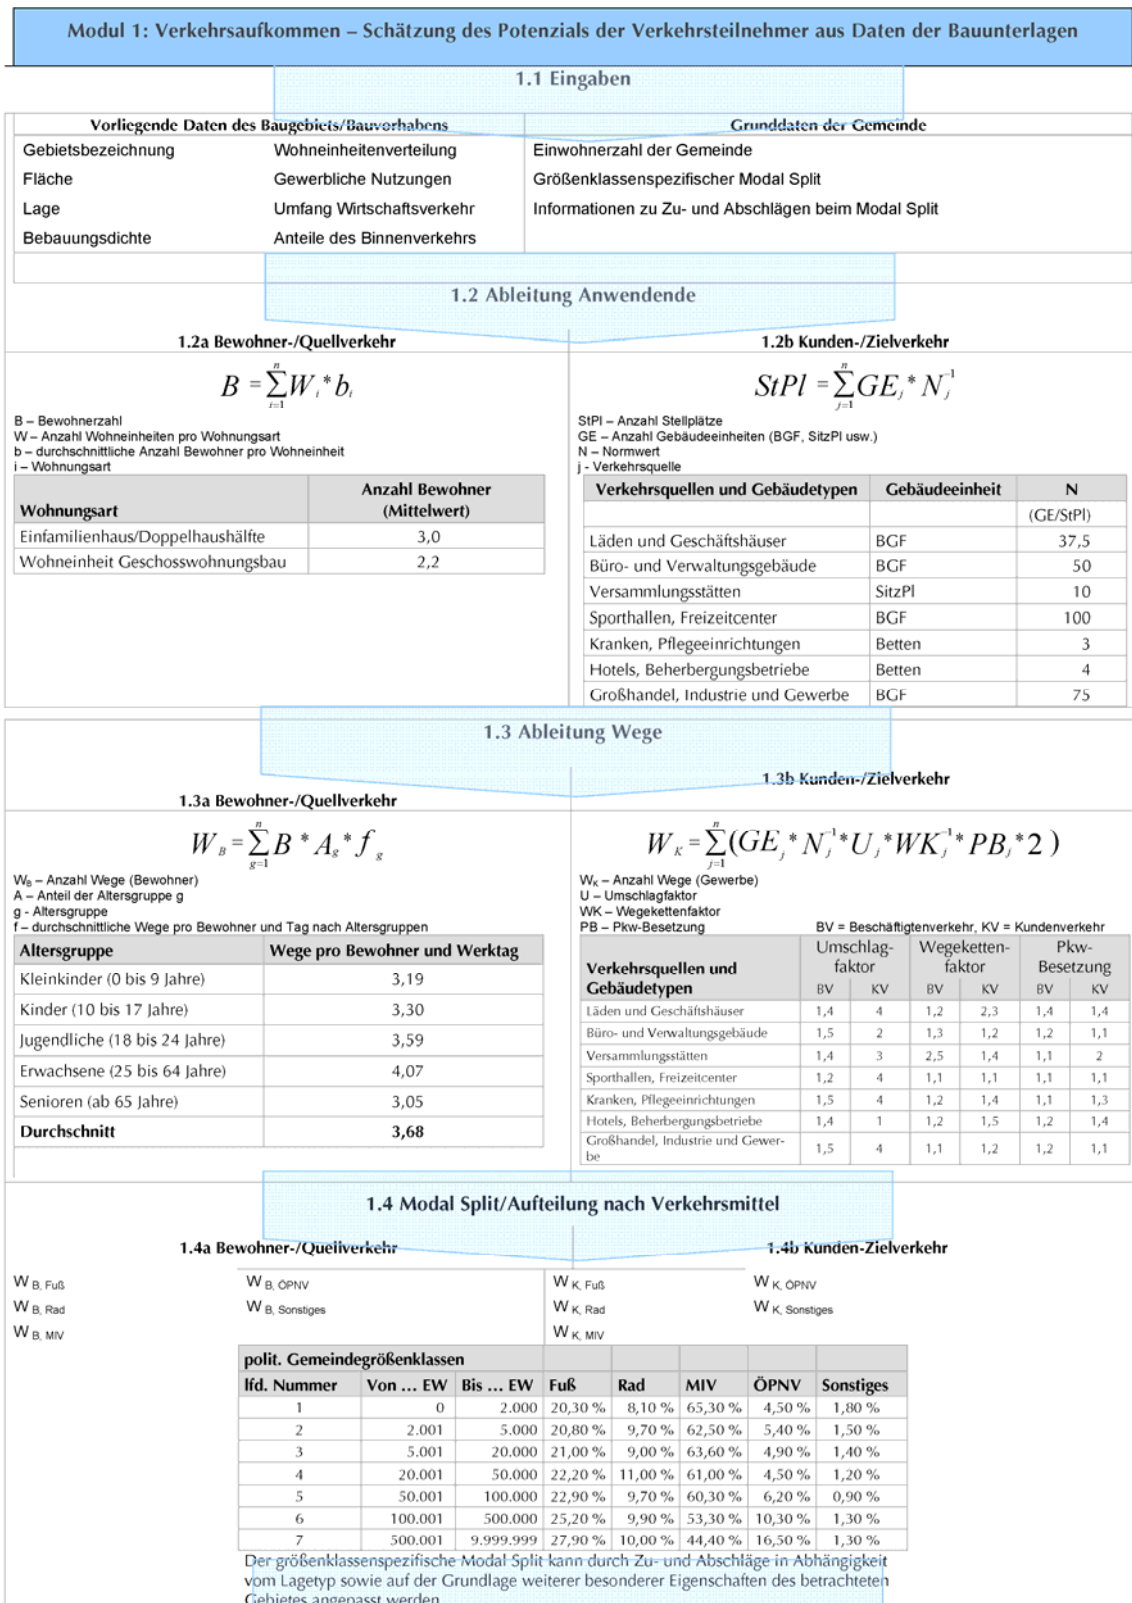 Modul 1: Verkehrsaufkommen – Schätzung des Potenzials der Verkehrsteilnehmer aus Daten der Bauunterlagen
1.1 Eingaben
Vorliegende Daten des Baugebiets/Bauvorhabens Grunddaten der Gemeinde
Gebietsbezeichnung Wohneinheitenverteilung Einwohnerzahl der Gemeinde
Fläche Gewerbliche Nutzungen Größenklassenspezifischer Modal Split
Lage Umfang Wirtschaftsverkehr Informationen zu Zu- und Abschlägen beim Modal Split
Bebauungsdichte Anteile des Binnenverkehrs
1.2 Ableitung Anwendende
1.2a Bewohner-/Quellverkehr
B = ∑_{i=1}^{n} W_i * b_i
B – Bewohnerzahl
W – Anzahl Wohneinheiten pro Wohnungsart
b – durchschnittliche Anzahl Bewohner pro Wohneinheit
i – Wohnungsart
Wohnungsart Anzahl Bewohner (Mittelwert)
Einfamilienhaus/Doppelhaushälfte 3,0
Wohneinheit Geschosswohnungsbau 2,2
1.2b Kunden-/Zielverkehr
StPl = ∑_{j=1}^{n} GE_j * N_j^{-1}
StPl – Anzahl Stellplätze
GE – Anzahl Gebäudeeinheiten (BGF, SitzPl usw.)
N – Normwert
j - Verkehrsquelle
Verkehrsquellen und Gebäudetypen Gebäudeeinheit N
(GE/StPl)
Läden und Geschäftshäuser BGF 37,5
Büro- und Verwaltungsgebäude BGF 50
Versammlungsstätten SitzPl 10
Sporthallen, Freizeitcenter BGF 100
Kranken, Pflegeeinrichtungen Betten 3
Hotels, Beherbergungsbetriebe Betten 4
Großhandel, Industrie und Gewerbe BGF 75
1.3 Ableitung Wege
1.3a Bewohner-/Quellverkehr
W_B = ∑_{g=1}^{n} B * A_g * f_g
W_B – Anzahl Wege (Bewohner)
A – Anteil der Altersgruppe g
g - Altersgruppe
f – durchschnittliche Wege pro Bewohner und Tag nach Altersgruppen
Altersgruppe Wege pro Bewohner und Werktag
Kleinkinder (0 bis 9 Jahre) 3,19
Kinder (10 bis 17 Jahre) 3,30
Jugendliche (18 bis 24 Jahre) 3,59
Erwachsene (25 bis 64 Jahre) 4,07
Senioren (ab 65 Jahre) 3,05
Durchschnitt 3,68
1.3b Kunden-/Zielverkehr
W_K = ∑_{j=1}^{n} (GE_j * N_j^{-1} * U_j * WK_j^{-1} * PB_j * 2)
W_K – Anzahl Wege (Gewerbe)
U – Umschlagfaktor
WK – Wegekettenfaktor
PB – Pkw-Besetzung BV = Beschäftigtenverkehr, KV = Kundenverkehr
Verkehrsquellen und Gebäudetypen Umschlag-faktor Wegeketten-faktor Pkw-Besetzung
BV KV BV KV BV KV
Läden und Geschäftshäuser 1,4 4 1,2 2,3 1,4 1,4
Büro- und Verwaltungsgebäude 1,5 2 1,3 1,2 1,2 1,1
Versammlungsstätten 1,4 3 2,5 1,4 1,1 2
Sporthallen, Freizeitcenter 1,2 4 1,1 1,1 1,1 1,1
Kranken, Pflegeeinrichtungen 1,5 4 1,2 1,4 1,1 1,3
Hotels, Beherbergungsbetriebe 1,4 1 1,2 1,5 1,2 1,4
Großhandel, Industrie und Gewer-
be 1,5 4 1,1 1,2 1,2 1,1
1.4 Modal Split/Aufteilung nach Verkehrsmittel
1.4a Bewohner-/Quellverkehr 1.4b Kunden-Zielverkehr
W B, Fuß W B, ÖPNV W K, Fuß W K, ÖPNV
W B, Rad W B, Sonstiges W K, Rad W K, Sonstiges
W B, MIV W K, MIV
polit. Gemeindegrößenklassen
lfd. Nummer Von … EW Bis … EW Fuß Rad MIV ÖPNV Sonstiges
1 0 2.000 20,30 % 8,10 % 65,30 % 4,50 % 1,80 %
2 2.001 5.000 20,80 % 9,70 % 62,50 % 5,40 % 1,50 %
3 5.001 20.000 21,00 % 9,00 % 63,60 % 4,90 % 1,40 %
4 20.001 50.000 22,20 % 11,00 % 61,00 % 4,50 % 1,20 %
5 50.001 100.000 22,90 % 9,70 % 60,30 % 6,20 % 0,90 %
6 100.001 500.000 25,20 % 9,90 % 53,30 % 10,30 % 1,30 %
7 500.001 9.999.999 27,90 % 10,00 % 44,40 % 16,50 % 1,30 %
Der größenklassenspezifische Modal Split kann durch Zu- und Abschläge in Abhängigkeit
vom Lagetyp sowie auf der Grundlage weiterer besonderer Eigenschaften des betrachteten
Gebietes angepasst werden